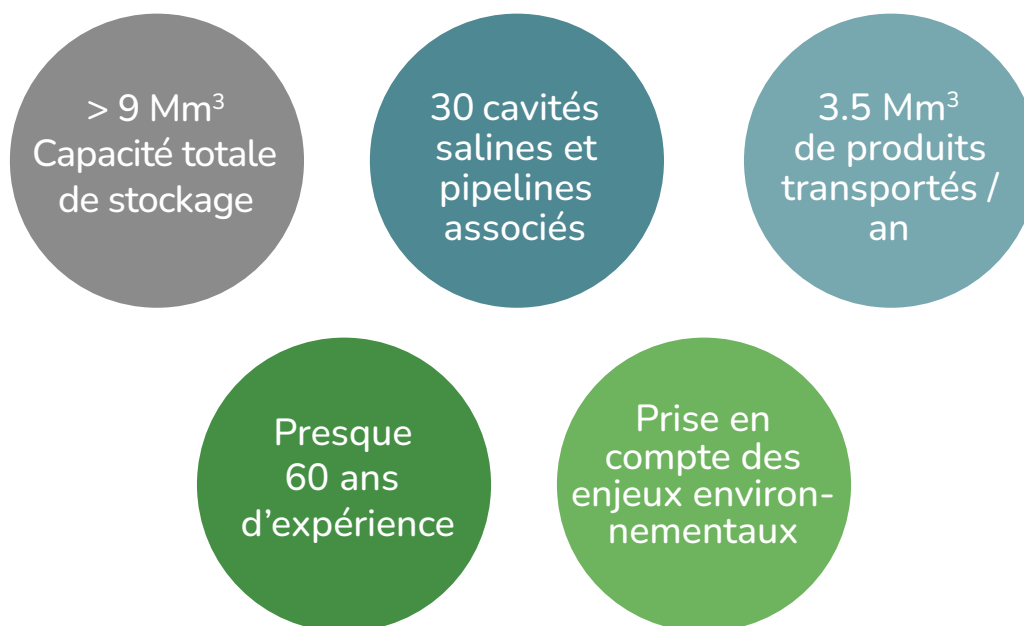 > 9 Mm³
Capacité totale
de stockage
30 cavités
salines et
pipelines
associés
3.5 Mm³
de produits
transportés /
an
Presque
60 ans
d’expérience
Prise en
compte des
enjeux environ-
nementaux